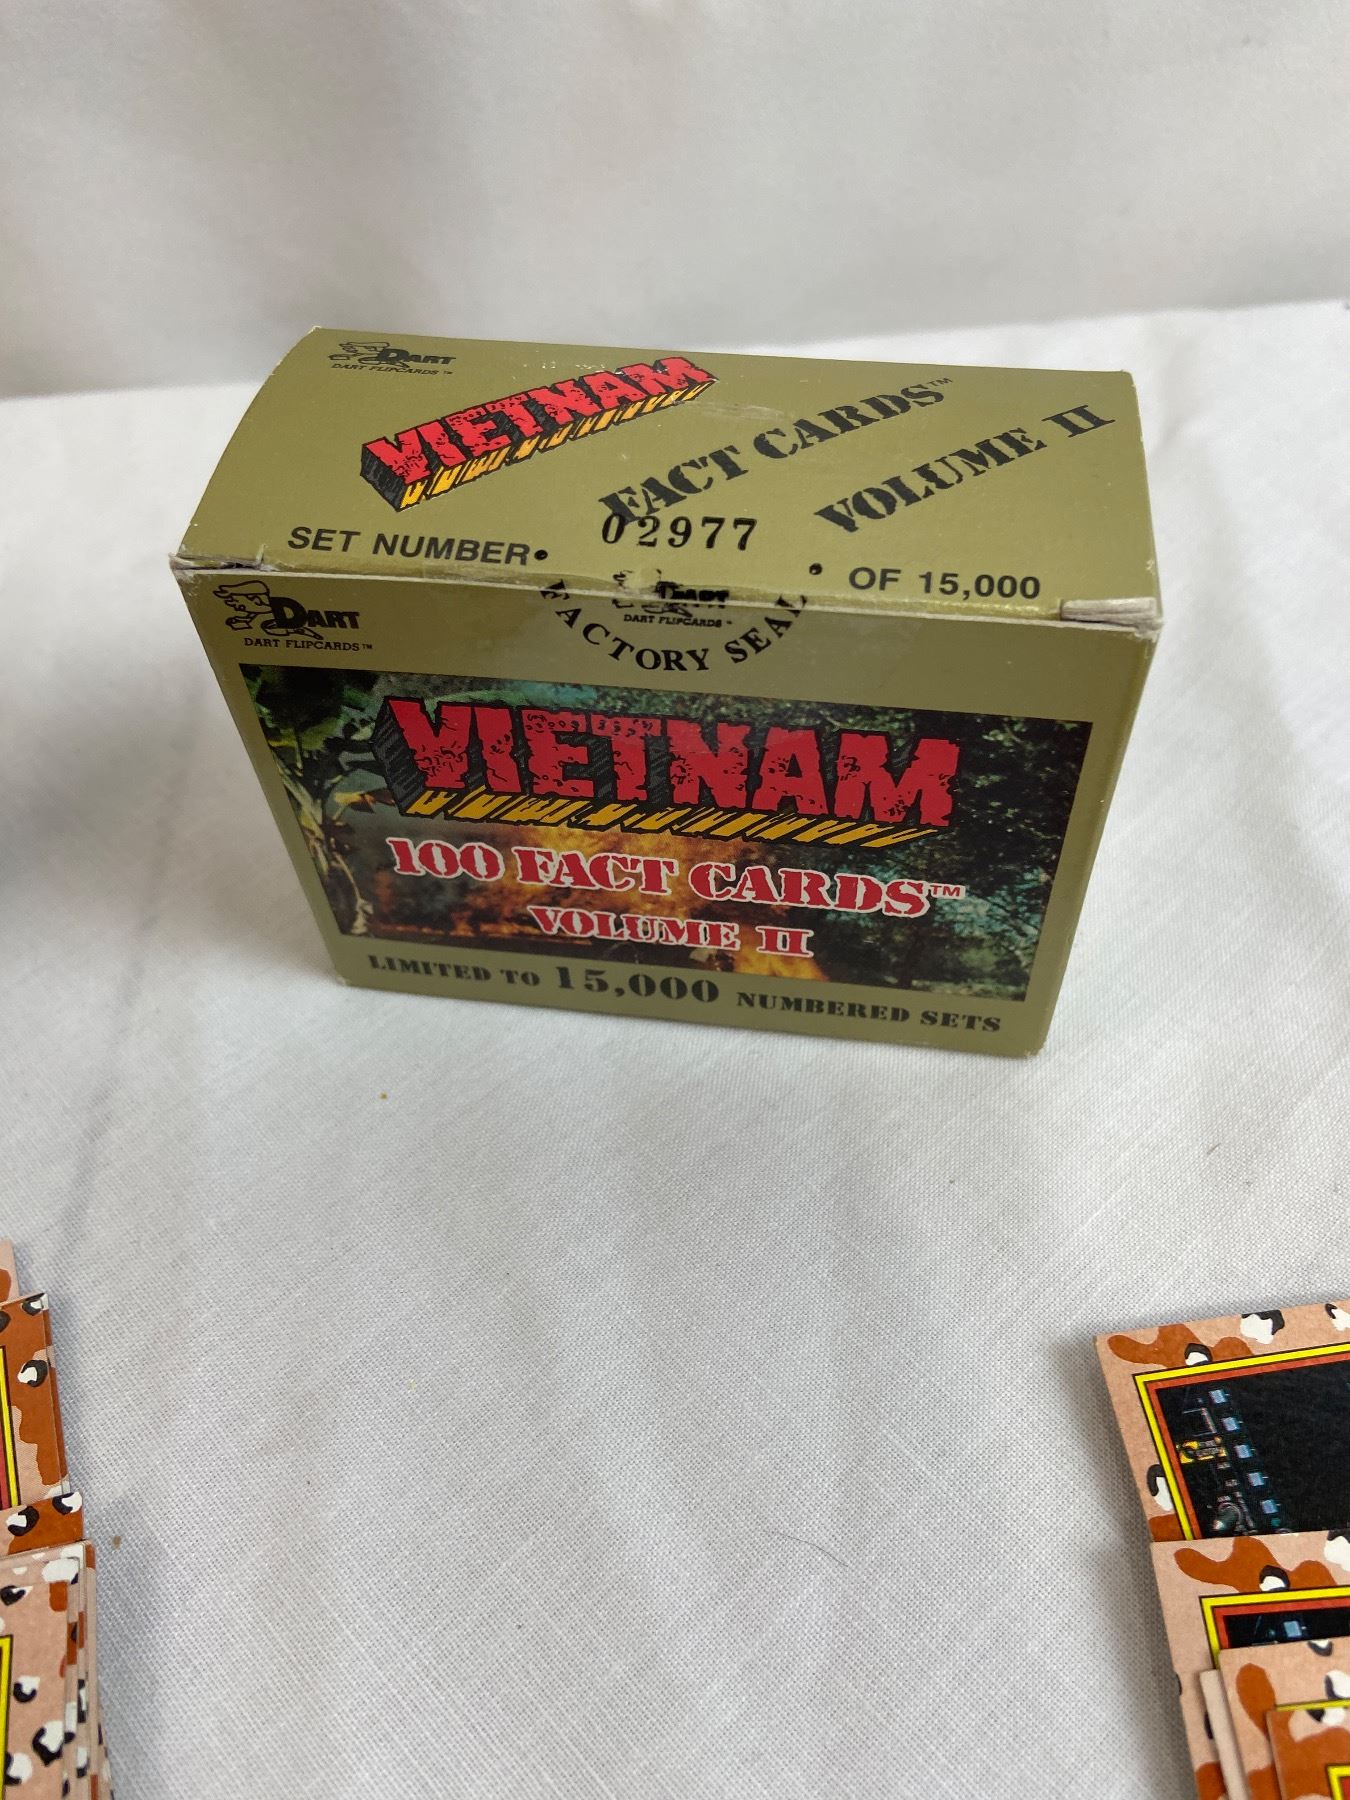 DART
DART FLIPCARDS™
VIETNAM
FACT CARDS™
VOLUME II
SET NUMBER• 02977 • OF 15,000
DART
DART FLIPCARDS™
DART
DART FLIPCARDS™
FACTORY SEAL
VIETNAM
100 FACT CARDS™
VOLUME II
LIMITED TO 15,000 NUMBERED SETS